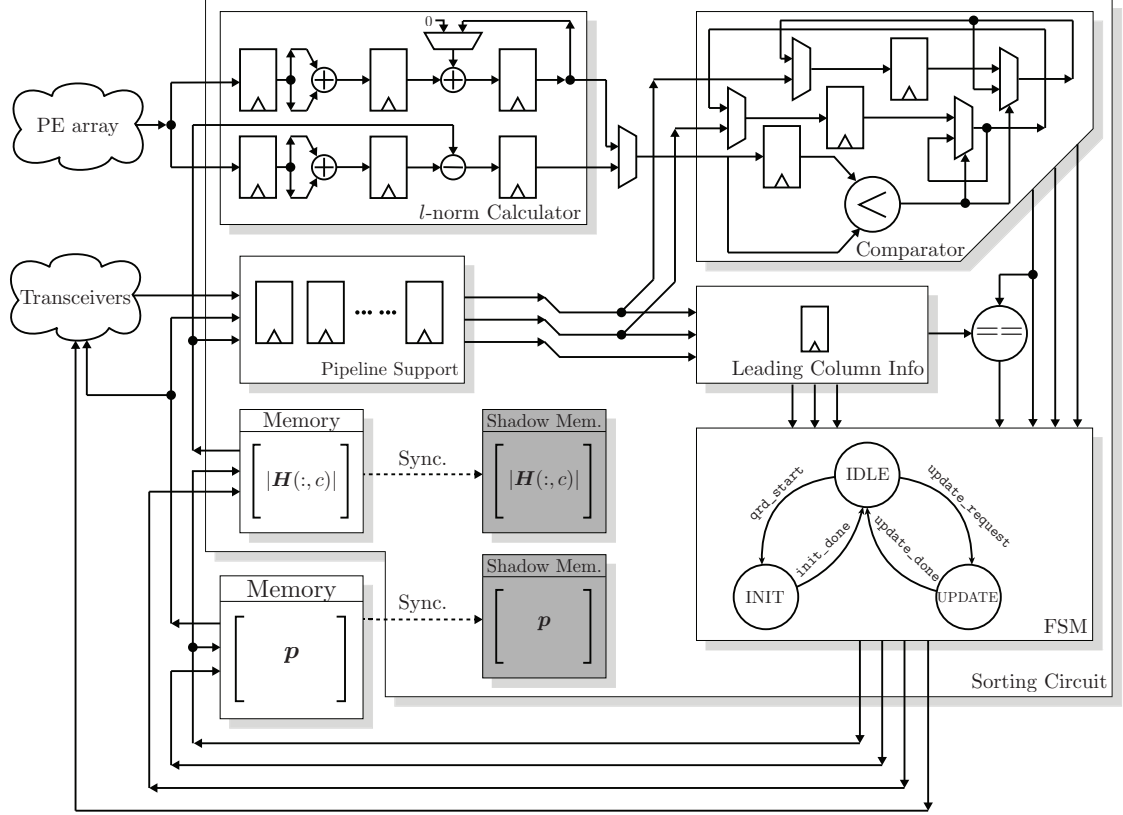 0
PE array
l-norm Calculator
<
Comparator
Transceivers
...
...
Pipeline Support
Leading Column Info
==
Memory
|H(:,c)|
Sync.
Shadow Mem.
|H(:,c)|
IDLE
qrd_start
update_request
init_done
update_done
INIT
UPDATE
FSM
Memory
p
Sync.
Shadow Mem.
p
Sorting Circuit